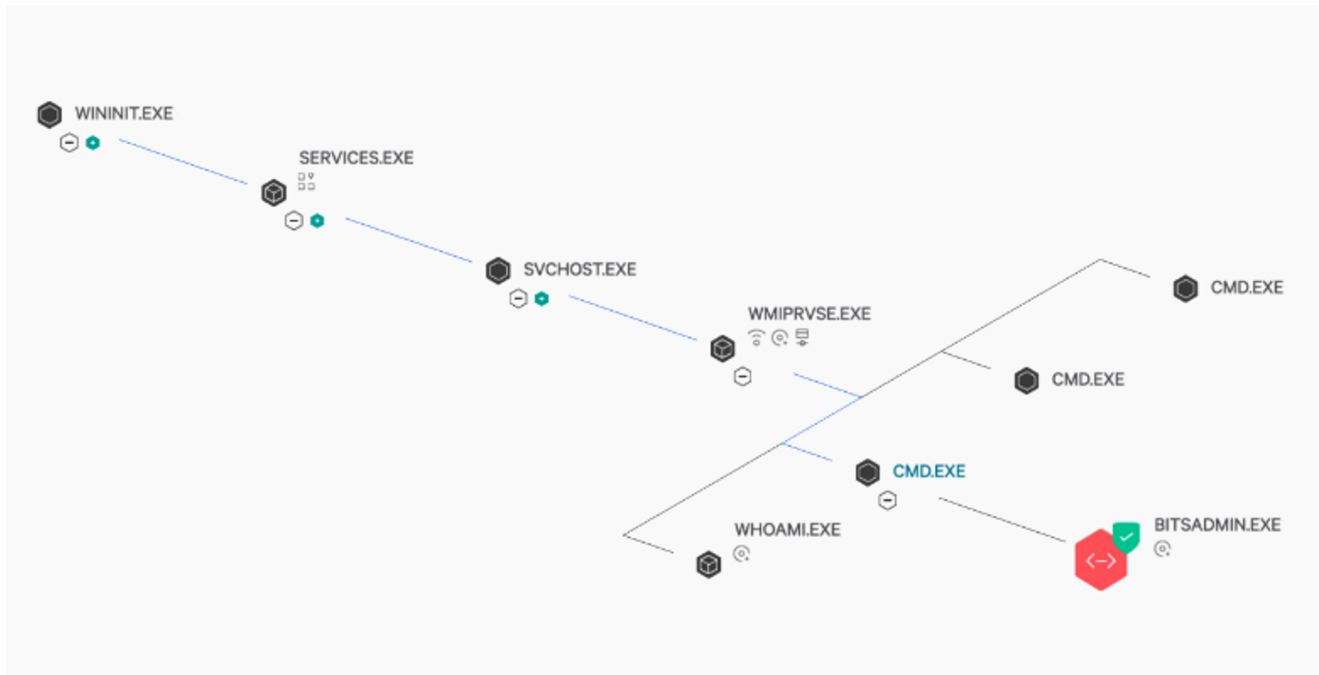 WININIT.EXE
SERVICES.EXE
SVCHOST.EXE
WMIPRVSE.EXE
CMD.EXE
CMD.EXE
CMD.EXE
WHOAMI.EXE
BITSADMIN.EXE